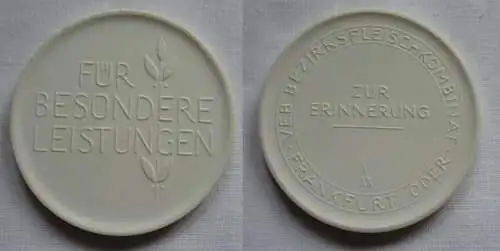 FÜR
BESONDERE
LEISTUNGEN
VEB BEZIRKSFLEISCHKOMBINAT
ZUR
ERINNERUNG
FRANKFURT ODER